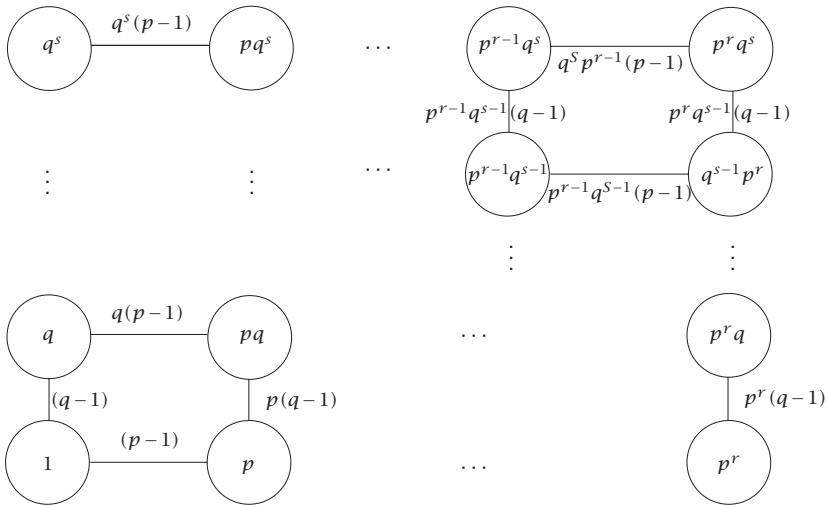 q^s q^s(p−1) pq^s ... p^{r−1}q^s q^S p^{r−1}(p−1) p^r q^s
p^{r−1}q^{s−1}(q−1) p^r q^{s−1}(q−1)
⋮ ⋮ ... p^{r−1}q^{s−1} p^{r−1}q^{S−1}(p−1) q^{s−1}p^r
⋮ ⋮
q q(p−1) pq ... p^r q
(q−1) p(q−1) p^r(q−1)
1 (p−1) p ... p^r